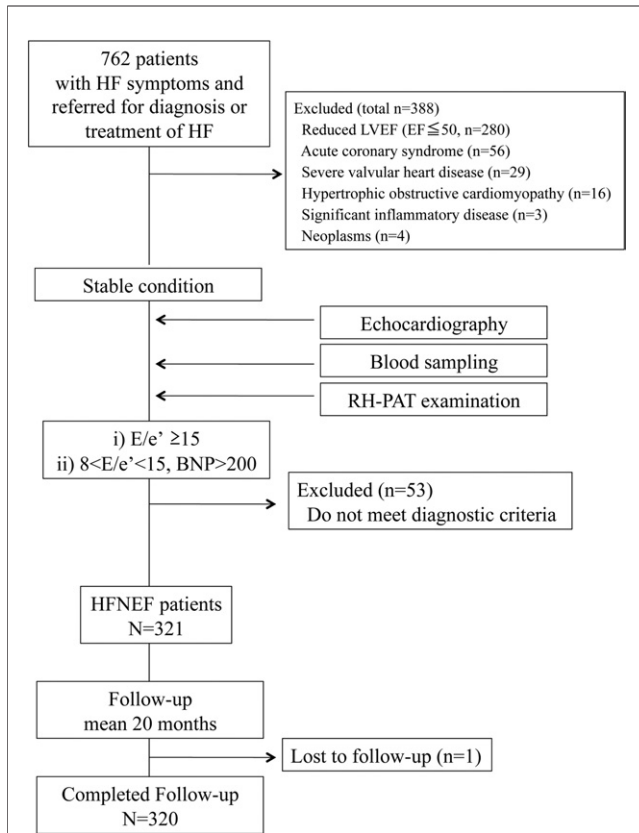 762 patients
with HF symptoms and
referred for diagnosis or
treatment of HF
Excluded (total n=388)
Reduced LVEF (EF≦50, n=280)
Acute coronary syndrome (n=56)
Severe valvular heart disease (n=29)
Hypertrophic obstructive cardiomyopathy (n=16)
Significant inflammatory disease (n=3)
Neoplasms (n=4)
Stable condition
Echocardiography
Blood sampling
RH-PAT examination
i) E/e’ ≥15
ii) 8<E/e’<15, BNP>200
Excluded (n=53)
Do not meet diagnostic criteria
HFNEF patients
N=321
Follow-up
mean 20 months
Lost to follow-up (n=1)
Completed Follow-up
N=320